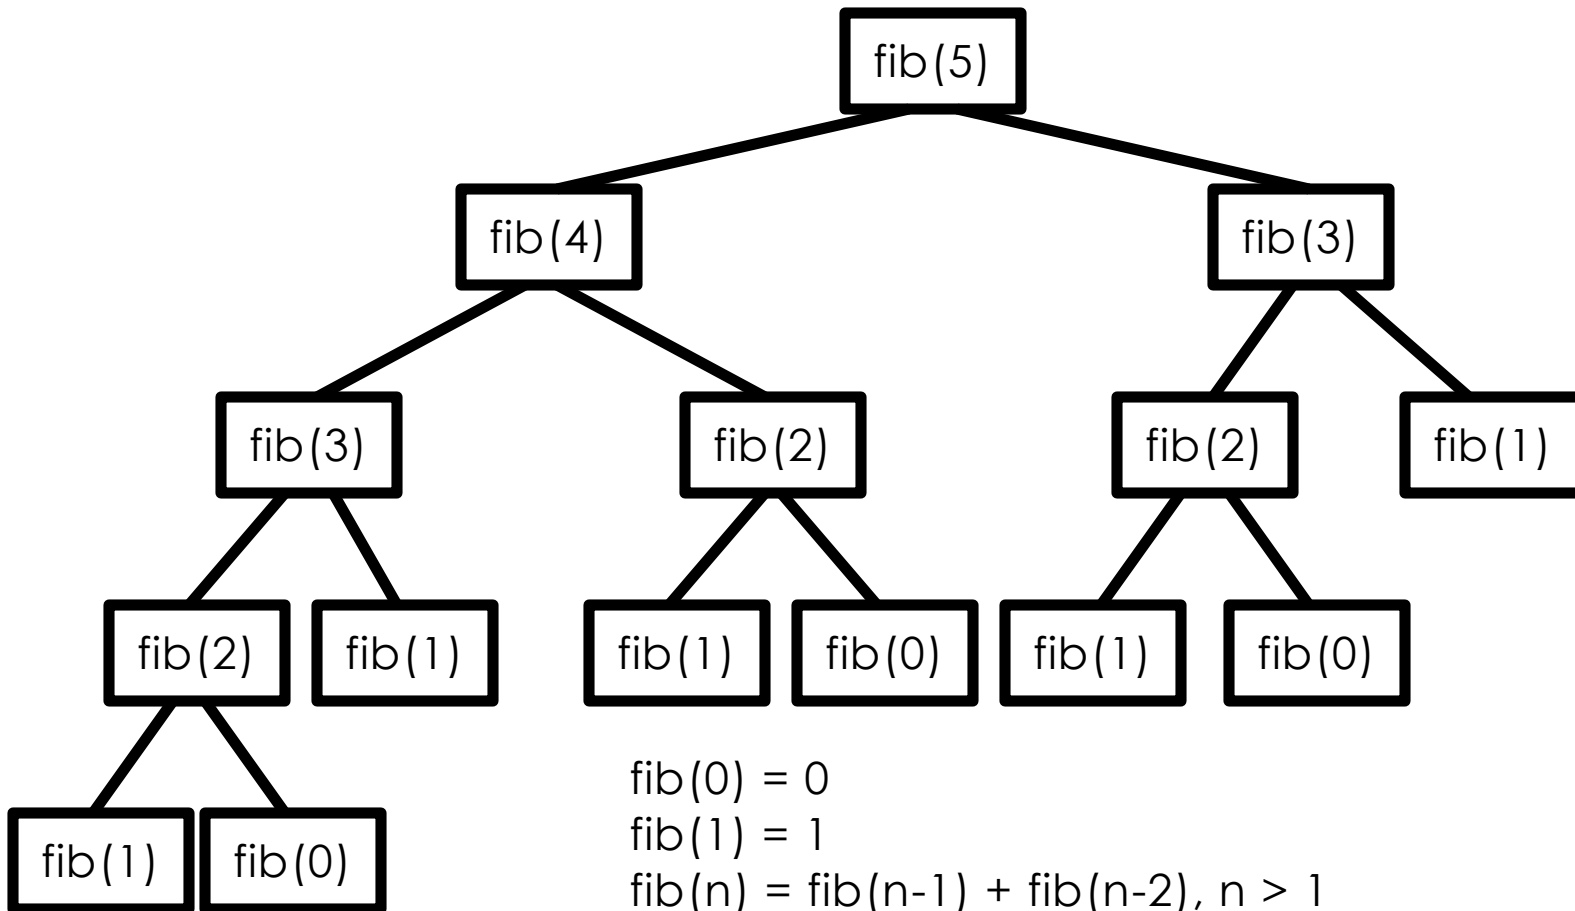 fib(5)
fib(4) fib(3)
fib(3) fib(2) fib(2) fib(1)
fib(2) fib(1) fib(1) fib(0) fib(1) fib(0)
fib(0) = 0
fib(1) = 1
fib(1) fib(0)
fib(n) = fib(n-1) + fib(n-2), n > 1